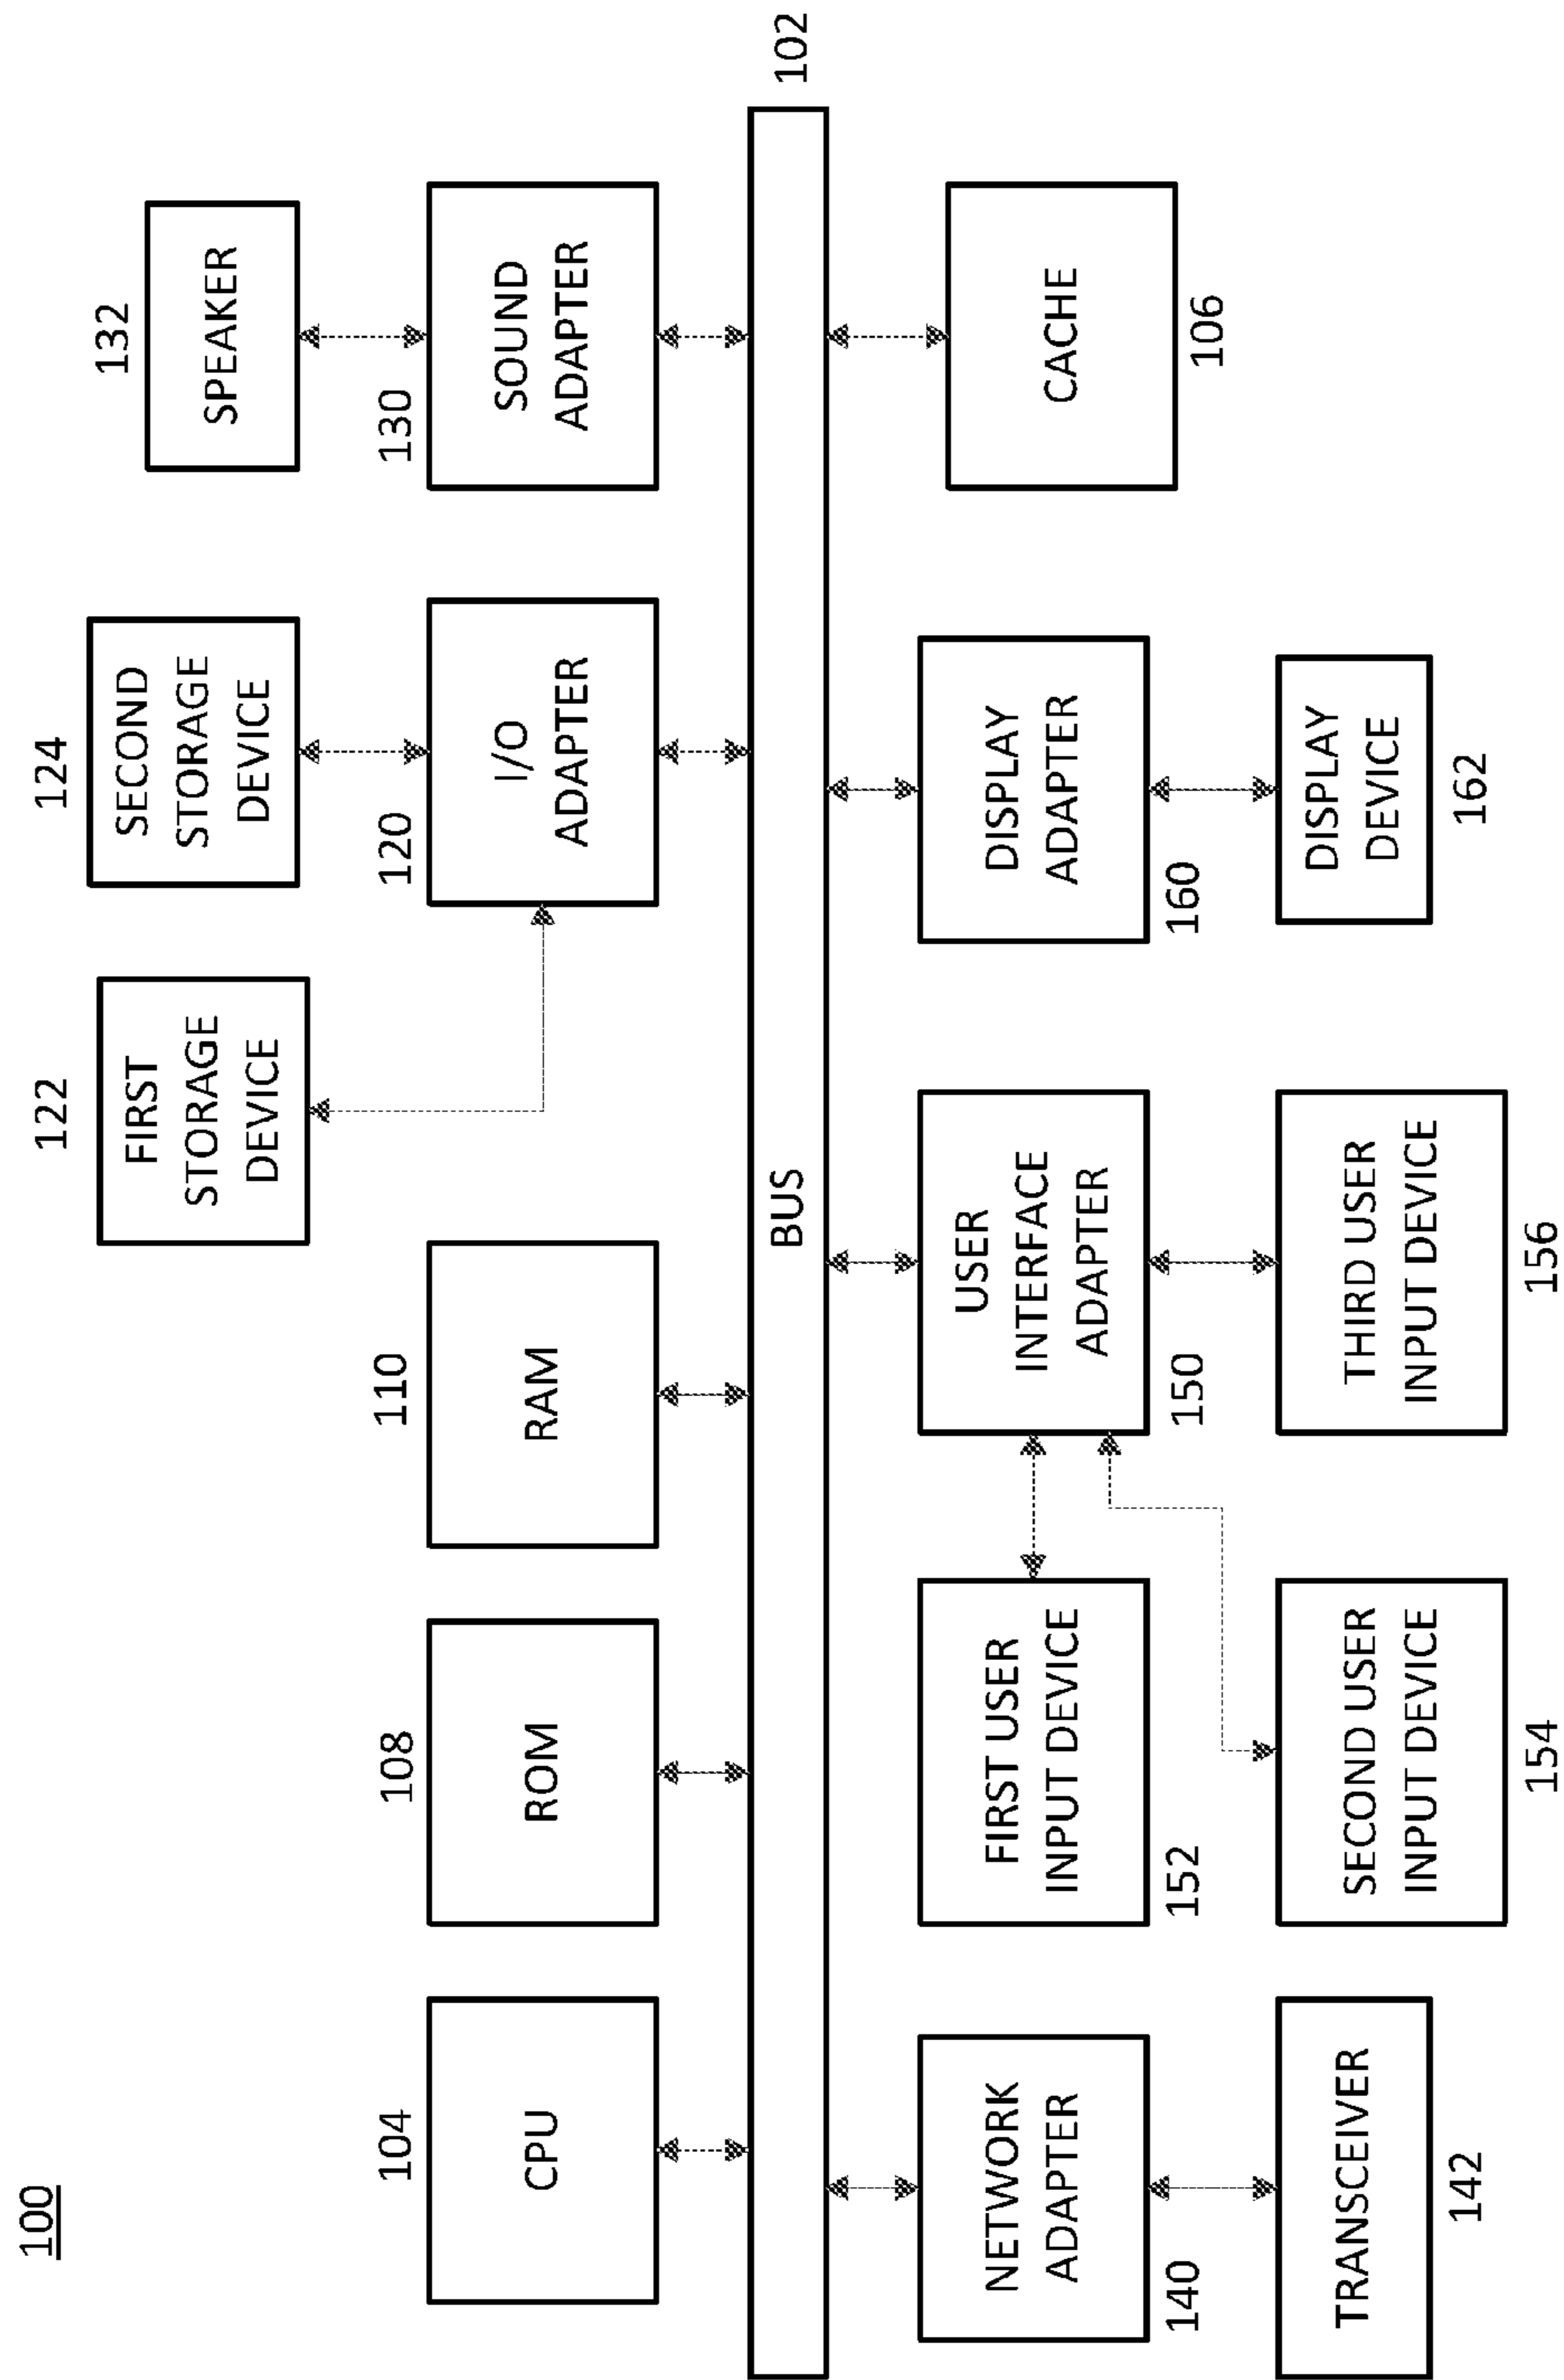 100
122
FIRST
STORAGE
DEVICE
124
SECOND
STORAGE
DEVICE
132
SPEAKER
104
CPU
108
ROM
110
RAM
120
I/O
ADAPTER
130
SOUND
ADAPTER
BUS
102
NETWORK
ADAPTER
140
FIRST USER
INPUT DEVICE
152
USER
INTERFACE
ADAPTER
150
DISPLAY
ADAPTER
160
CACHE
106
TRANSCEIVER
142
SECOND USER
INPUT DEVICE
154
THIRD USER
INPUT DEVICE
156
DISPLAY
DEVICE
162